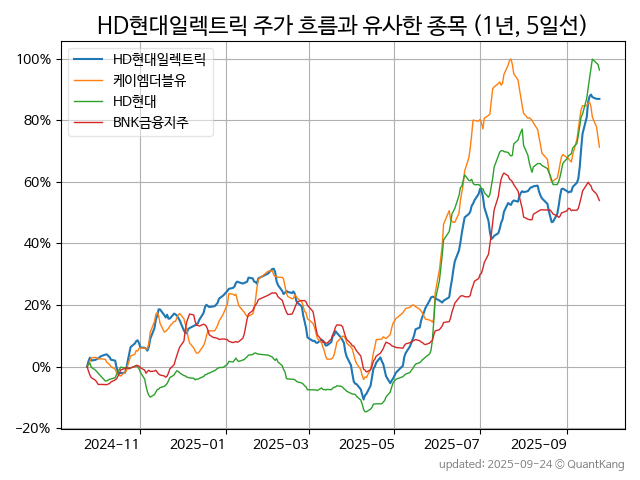 HD현대일렉트릭 주가 흐름과 유사한 종목 (1년, 5일선)
HD현대일렉트릭
케이엠더블유
HD현대
BNK금융지주
100%
80%
60%
40%
20%
0%
−20%
2024-11
2025-01
2025-03
2025-05
2025-07
2025-09
updated: 2025-09-24 © QuantKang